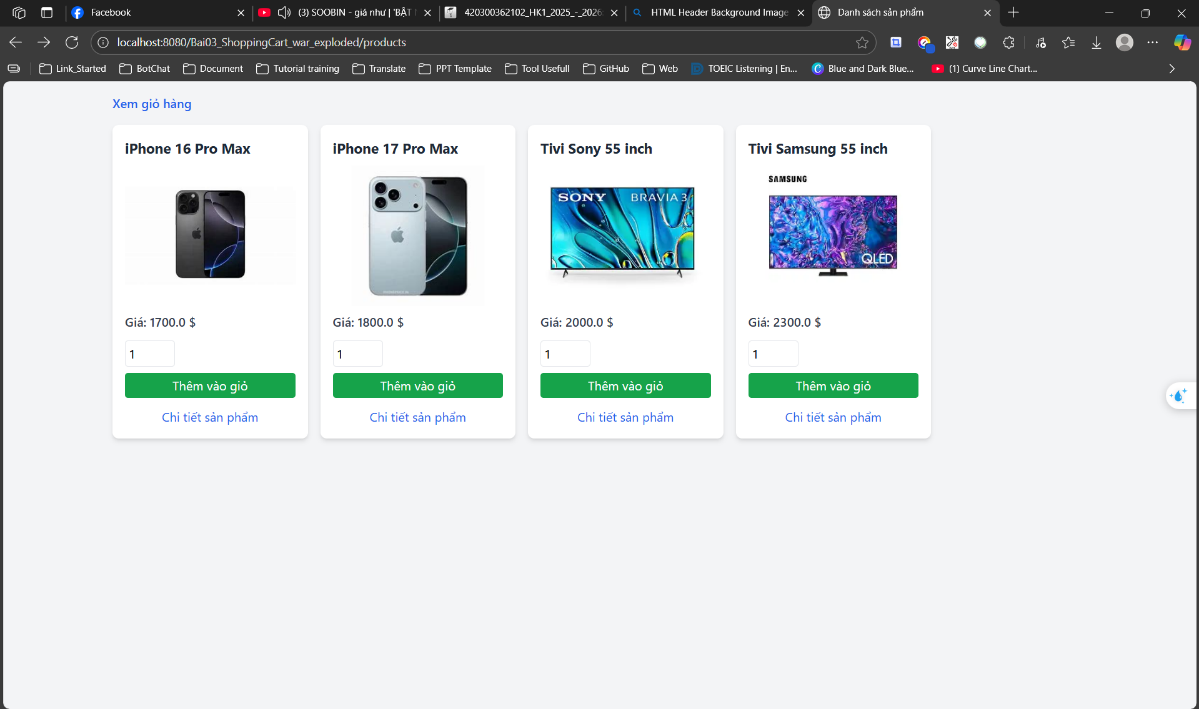 Facebook
(3) SOOBIN - giá như | 'BẬT
420300362102_HK1_2025_-_2026
HTML Header Background Image
Danh sách sản phẩm
localhost:8080/Bai03_ShoppingCart_war_exploded/products
Link_Started
BotChat
Document
Tutorial training
Translate
PPT Template
Tool Usefull
GitHub
Web
TOEIC Listening | En...
Blue and Dark Blue...
(1) Curve Line Chart...
Xem giỏ hàng
iPhone 16 Pro Max
iPhone 17 Pro Max
Tivi Sony 55 inch
Tivi Samsung 55 inch
SONY
BRAVIA 3
SAMSUNG
QLED
Giá: 1700.0 $
Giá: 1800.0 $
Giá: 2000.0 $
Giá: 2300.0 $
1
1
1
1
Thêm vào giỏ
Thêm vào giỏ
Thêm vào giỏ
Thêm vào giỏ
Chi tiết sản phẩm
Chi tiết sản phẩm
Chi tiết sản phẩm
Chi tiết sản phẩm